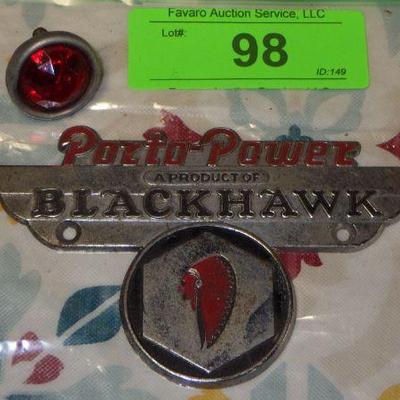 Favaro Auction Service, LLC
Lot#:
98
ID:149
Porto-Power
A PRODUCT OF
BLACKHAWK